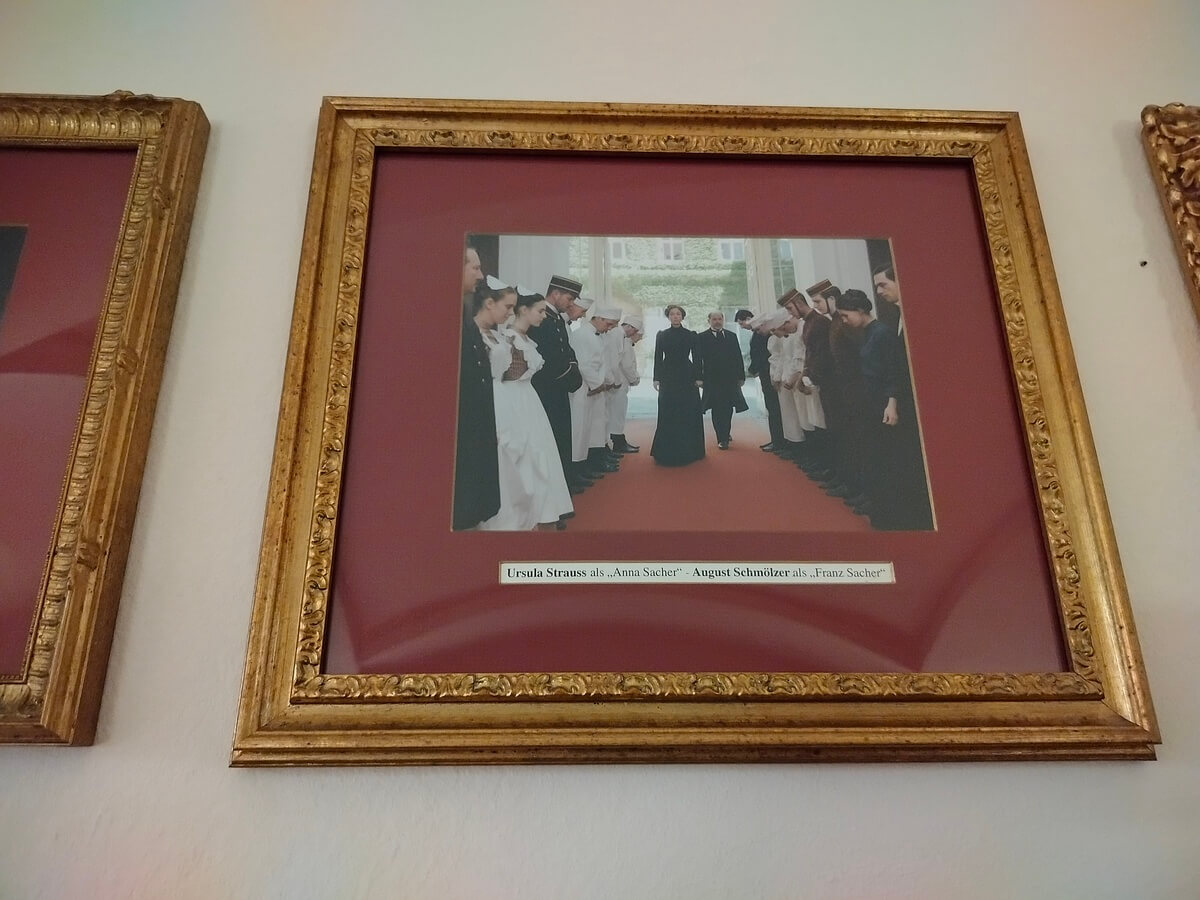 Ursula Strauss als „Anna Sacher“ - August Schmölzer als „Franz Sacher“